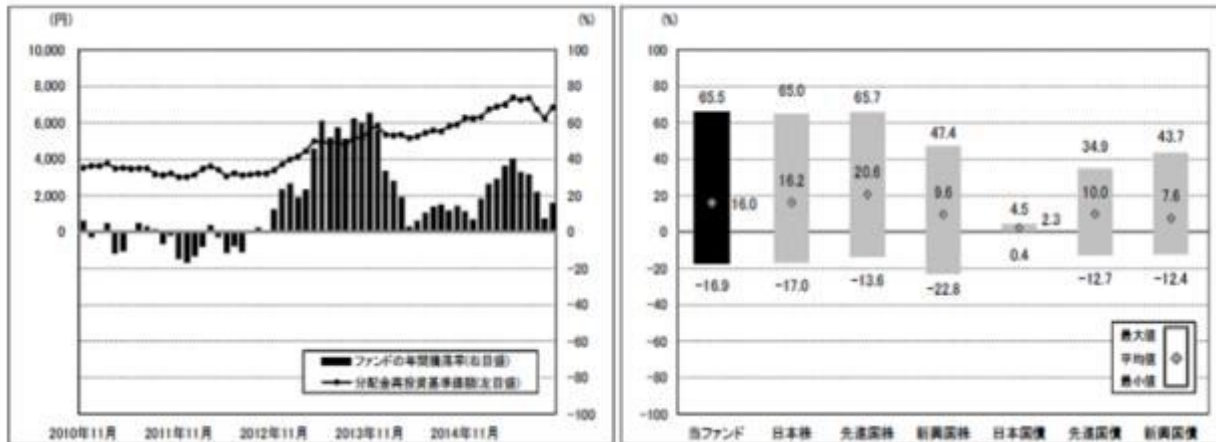 (円)
(%)
10,000
8,000
6,000
4,000
2,000
0
100
80
60
40
20
0
-20
-40
-60
-80
-100
ファンドの年間騰落率(右目盛)
分配金再投資基準価額(左目盛)
2010年11月 2011年11月 2012年11月 2013年11月 2014年11月
(%)
100
80
60
40
20
0
-20
-40
-60
-80
-100
65.5 65.0 65.7 47.4 4.5 34.9 43.7
16.0 16.2 20.6 9.6 2.3 10.0 7.6
-16.9 -17.0 -13.6 -22.8 0.4 -12.7 -12.4
最大値
平均値
最小値
当ファンド 日本株 先進国株 新興国株 日本国債 先進国債 新興国債